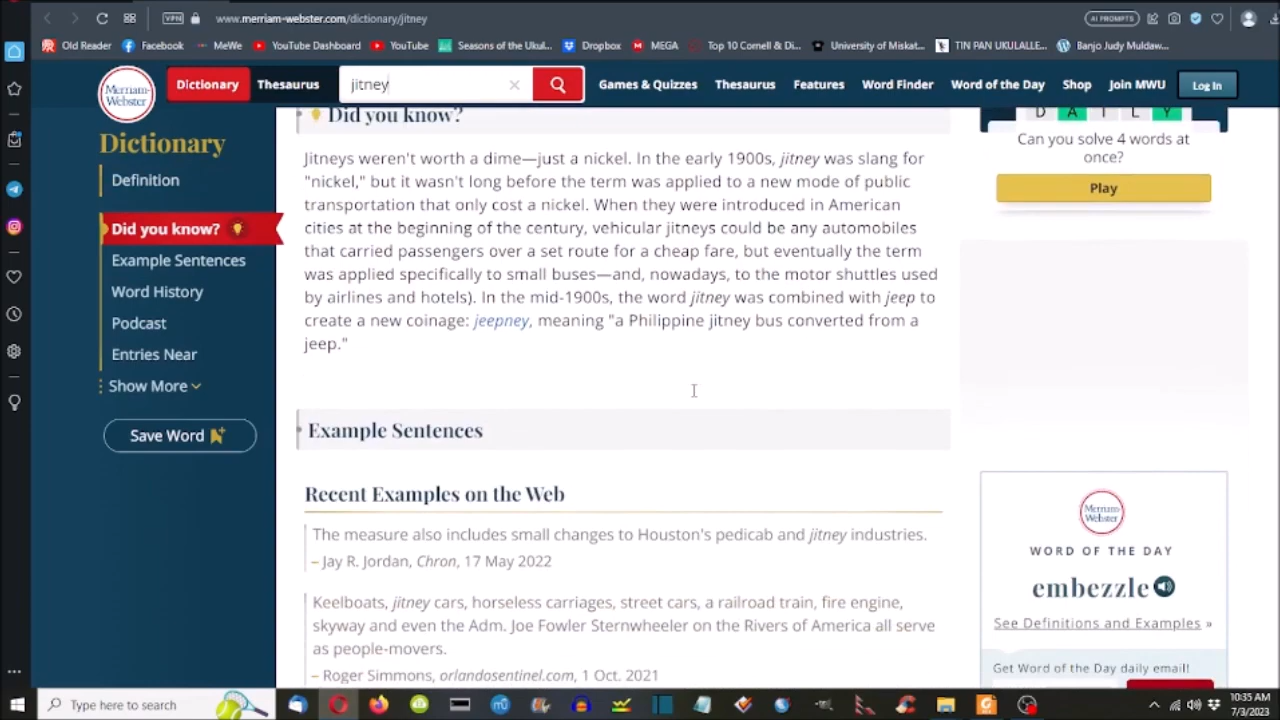 VPN
www.merriam-webster.com/dictionary/jitney
AI PROMPTS
Old Reader
Facebook
MeWe
YouTube Dashboard
YouTube
Seasons of the Ukul...
Dropbox
MEGA
Top 10 Cornell & Di...
University of Miskat...
TIN PAN UKULALLE...
Banjo Judy Muldaw...
Merriam-Webster
Dictionary
Thesaurus
jitney
Games & Quizzes
Thesaurus
Features
Word Finder
Word of the Day
Shop
Join MWU
Log In
Dictionary
Definition
Did you know?
Example Sentences
Word History
Podcast
Entries Near
Show More
Save Word
Did you know?
Jitneys weren't worth a dime—just a nickel. In the early 1900s, jitney was slang for
"nickel," but it wasn't long before the term was applied to a new mode of public
transportation that only cost a nickel. When they were introduced in American
cities at the beginning of the century, vehicular jitneys could be any automobiles
that carried passengers over a set route for a cheap fare, but eventually the term
was applied specifically to small buses—and, nowadays, to the motor shuttles used
by airlines and hotels). In the mid-1900s, the word jitney was combined with jeep to
create a new coinage: jeepney, meaning "a Philippine jitney bus converted from a
jeep."
Example Sentences
Recent Examples on the Web
The measure also includes small changes to Houston's pedicab and jitney industries.
– Jay R. Jordan, Chron, 17 May 2022
Keelboats, jitney cars, horseless carriages, street cars, a railroad train, fire engine,
skyway and even the Adm. Joe Fowler Sternwheeler on the Rivers of America all serve
as people-movers.
– Roger Simmons, orlandosentinel.com, 1 Oct. 2021
D A I L Y
Can you solve 4 words at
once?
Play
Merriam-Webster
WORD OF THE DAY
embezzle
See Definitions and Examples »
Get Word of the Day daily email!
Type here to search
10:35 AM
7/3/2023